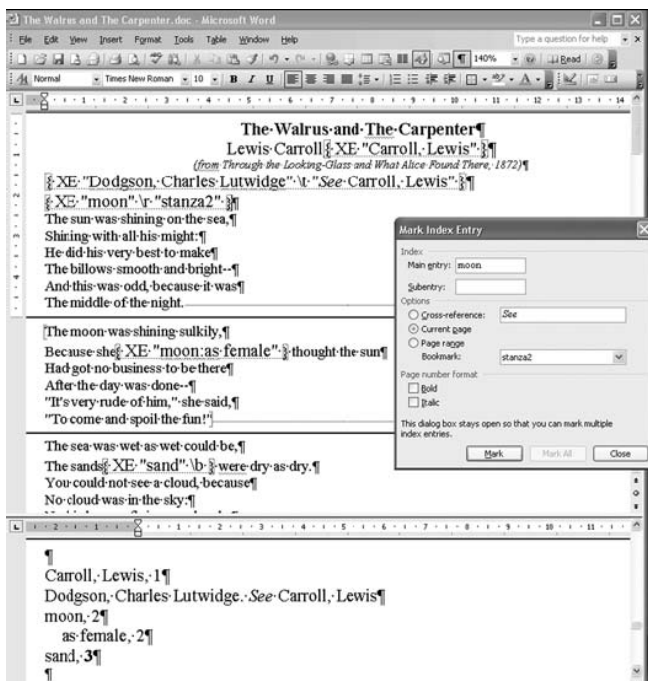 The Walrus and The Carpenter.doc - Microsoft Word
File Edit View Insert Format Tools Table Window Help Type a question for help
140% Read
Normal Times New Roman 10 B I U
The·Walrus·and·The·Carpenter¶
Lewis·Carroll{·XE·"Carroll,·Lewis"·}¶
(from·Through·the·Looking-Glass·and·What·Alice·Found·There,·1872)¶
{·XE·"Dodgson,·Charles·Lutwidge"·\t·"See·Carroll,·Lewis"·}¶
{·XE·"moon"·\r·"stanza2"·}¶
The·sun·was·shining·on·the·sea,¶
Shining·with·all·his·might:¶
He·did·his·very·best·to·make¶
The·billows·smooth·and·bright--¶
And·this·was·odd,·because·it·was¶
The·middle·of·the·night.
The·moon·was·shining·sulkily,¶
Because·she{·XE·"moon:as·female"·}·thought·the·sun¶
Had·got·no·business·to·be·there¶
After·the·day·was·done--¶
"It's·very·rude·of·him,"·she·said,¶
"To·come·and·spoil·the·fun!"
The·sea·was·wet·as·wet·could·be,¶
The·sands{·XE·"sand"·\b·}·were·dry·as·dry.¶
You·could·not·see·a·cloud,·because¶
No·cloud·was·in·the·sky:¶
Mark Index Entry
Index
Main entry: moon
Subentry:
Options
Cross-reference: See
Current page
Page range
Bookmark: stanza2
Page number format
Bold
Italic
This dialog box stays open so that you can mark multiple
index entries.
Mark Mark All Close
¶
Carroll,·Lewis,·1¶
Dodgson,·Charles·Lutwidge.·See·Carroll,·Lewis¶
moon,·2¶
as·female,·2¶
sand,·3¶
¶